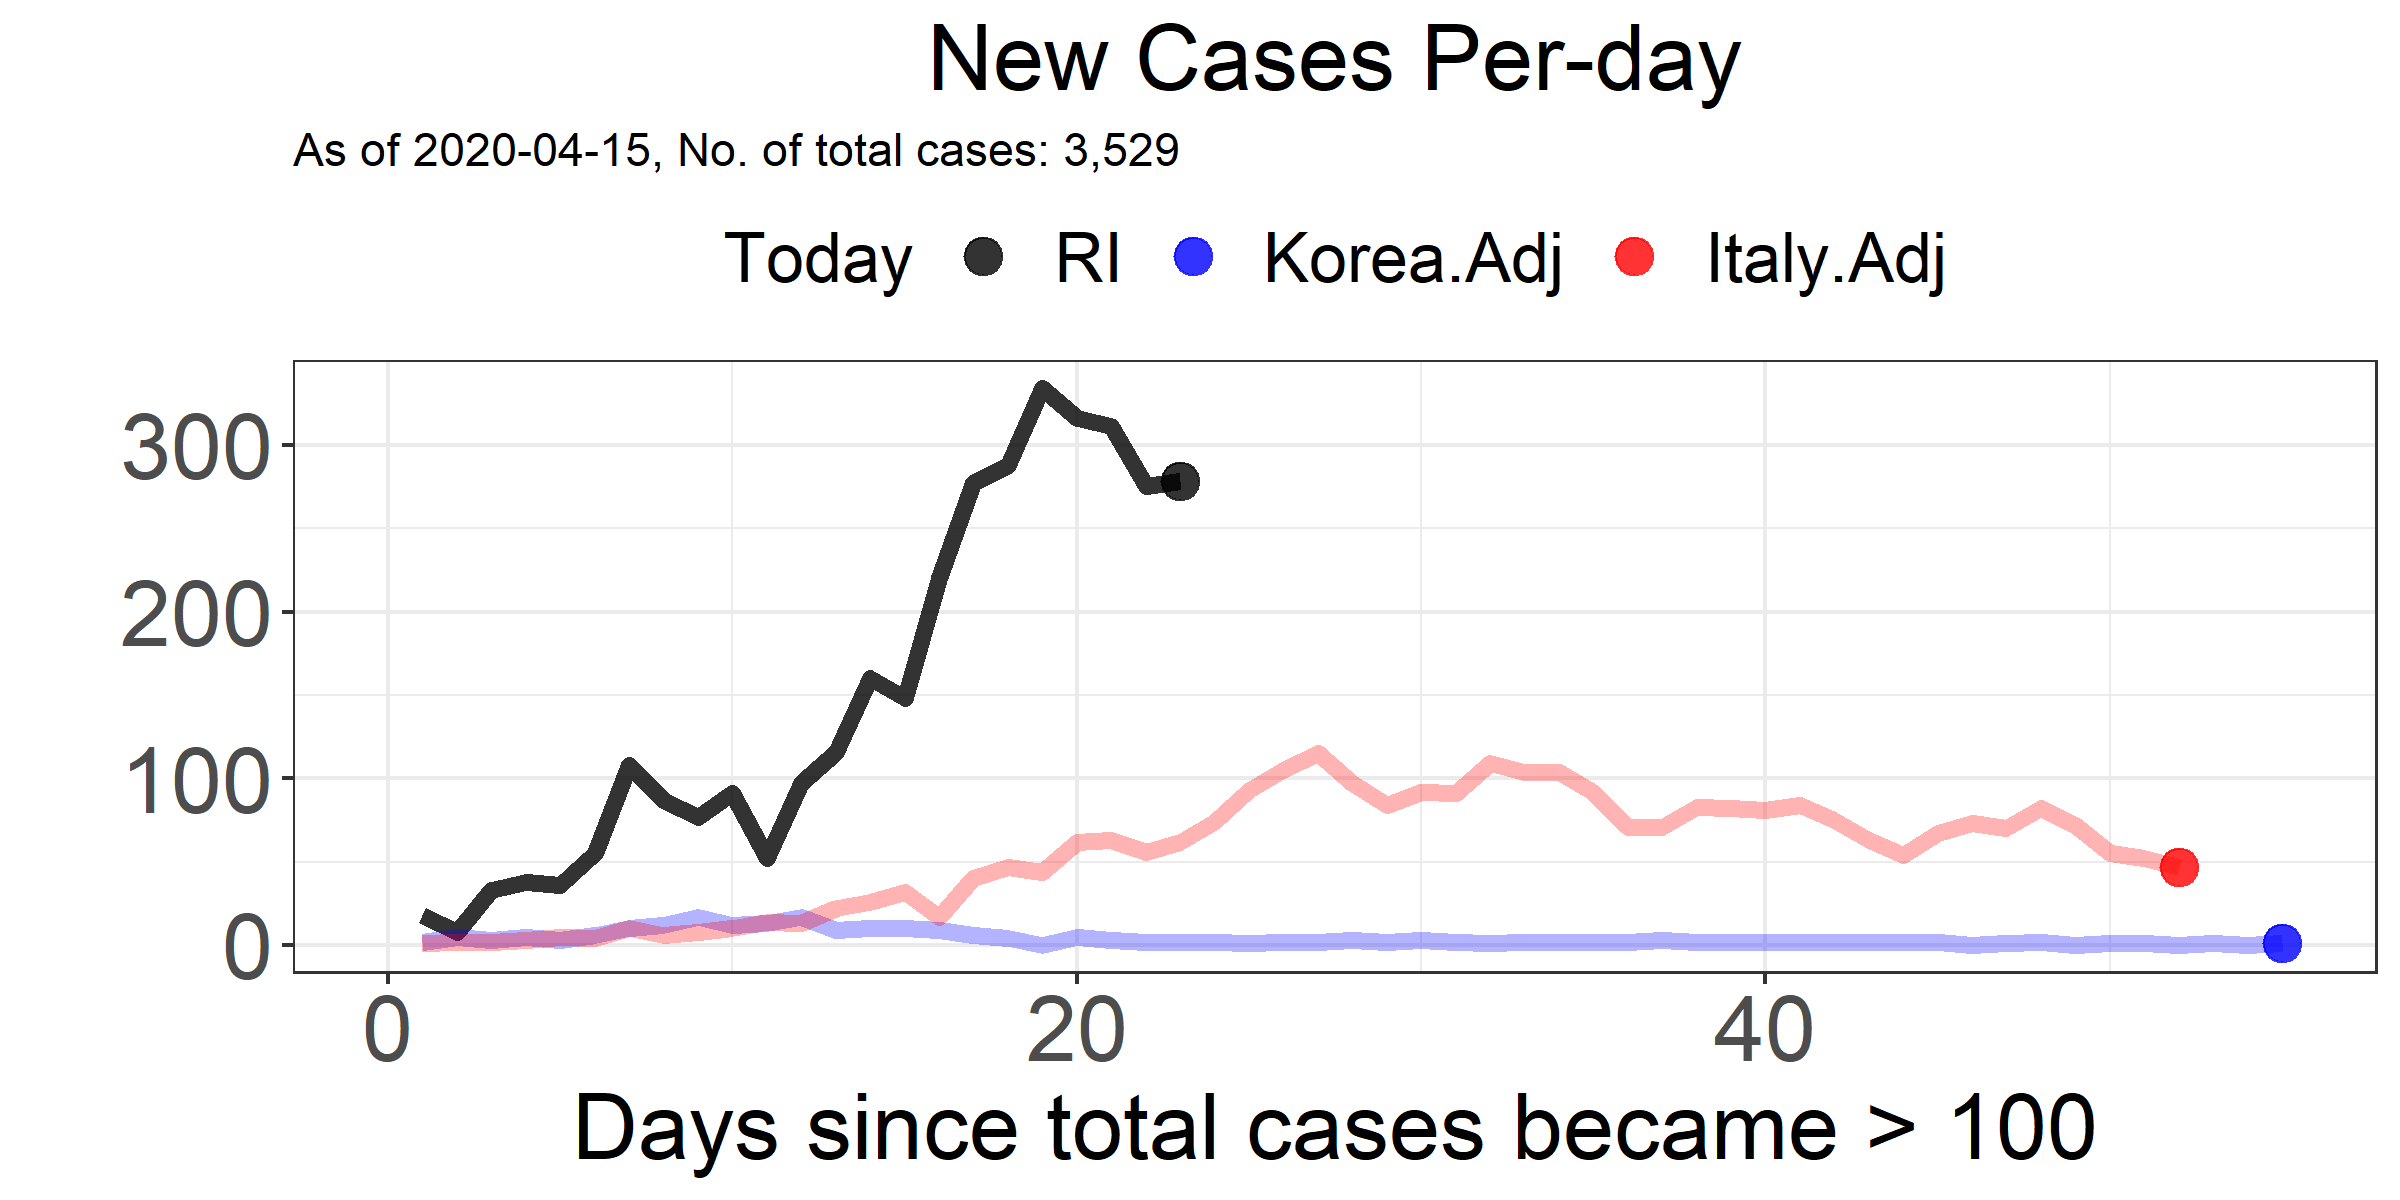 New Cases Per-day
As of 2020-04-15, No. of total cases: 3,529
Today RI Korea.Adj Italy.Adj
300
200
100
0
0 20 40
Days since total cases became > 100